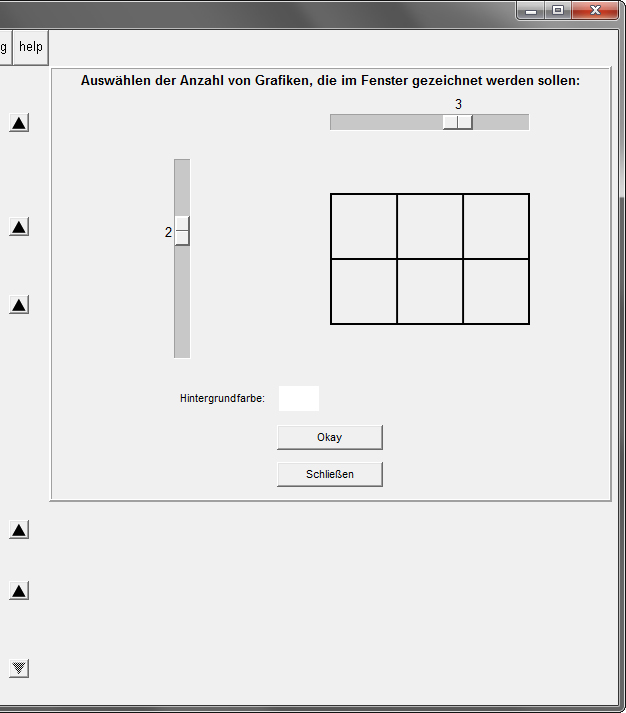 g help
Auswählen der Anzahl von Grafiken, die im Fenster gezeichnet werden sollen:
3
2
Hintergrundfarbe:
Okay
Schließen